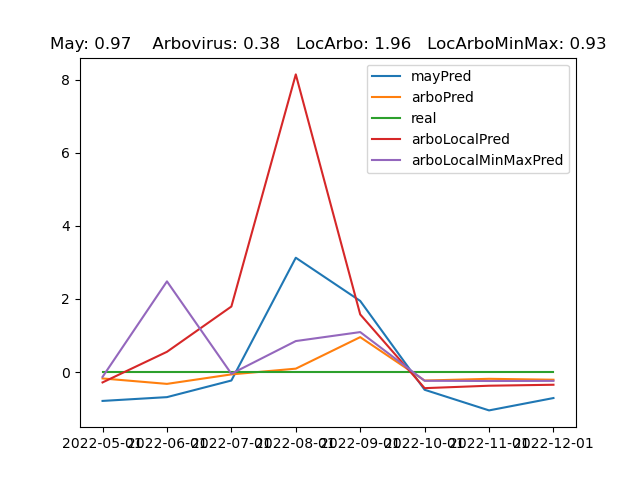 May: 0.97    Arbovirus: 0.38   LocArbo: 1.96   LocArboMinMax: 0.93
mayPred
arboPred
real
arboLocalPred
arboLocalMinMaxPred
8
6
4
2
0
2022-05-01 2022-06-01 2022-07-01 2022-08-01 2022-09-01 2022-10-01 2022-11-01 2022-12-01